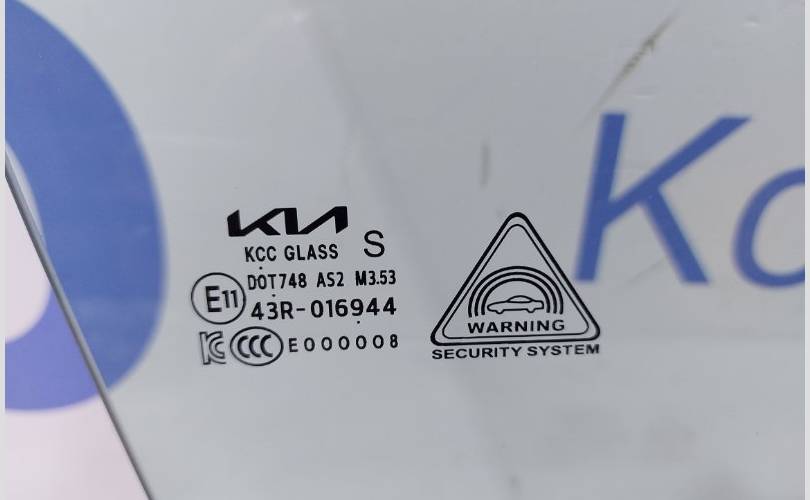 KIA
KCC GLASS S
DOT748 AS2 M3.53
E11 43R-016944
KC CCC E000008
WARNING
SECURITY SYSTEM
K